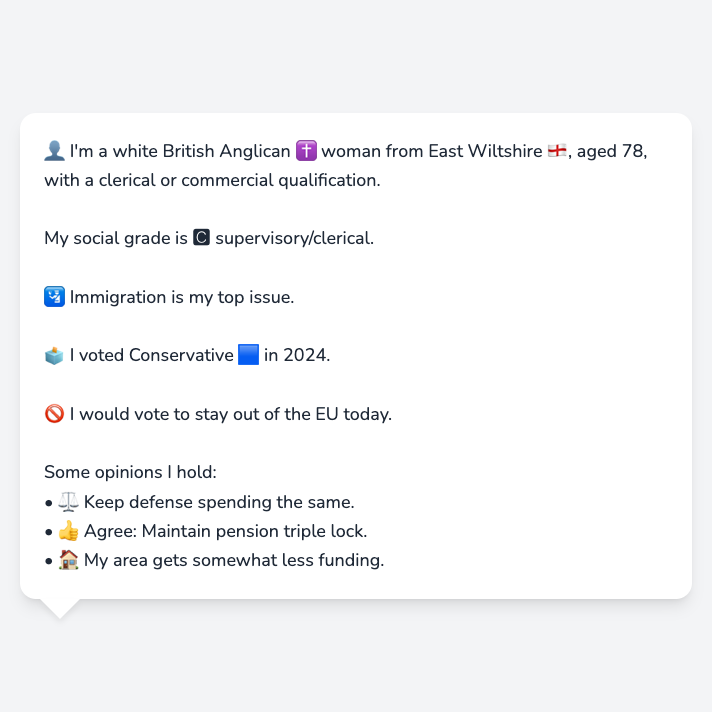 👤 I'm a white British Anglican ✝️ woman from East Wiltshire 🏴󠁧󠁢󠁥󠁮󠁧󠁿, aged 78,
with a clerical or commercial qualification.
My social grade is 🅲 supervisory/clerical.
🛂 Immigration is my top issue.
🗳️ I voted Conservative 🟦 in 2024.
🚫 I would vote to stay out of the EU today.
Some opinions I hold:
• ⚖️ Keep defense spending the same.
• 👍 Agree: Maintain pension triple lock.
• 🏠 My area gets somewhat less funding.